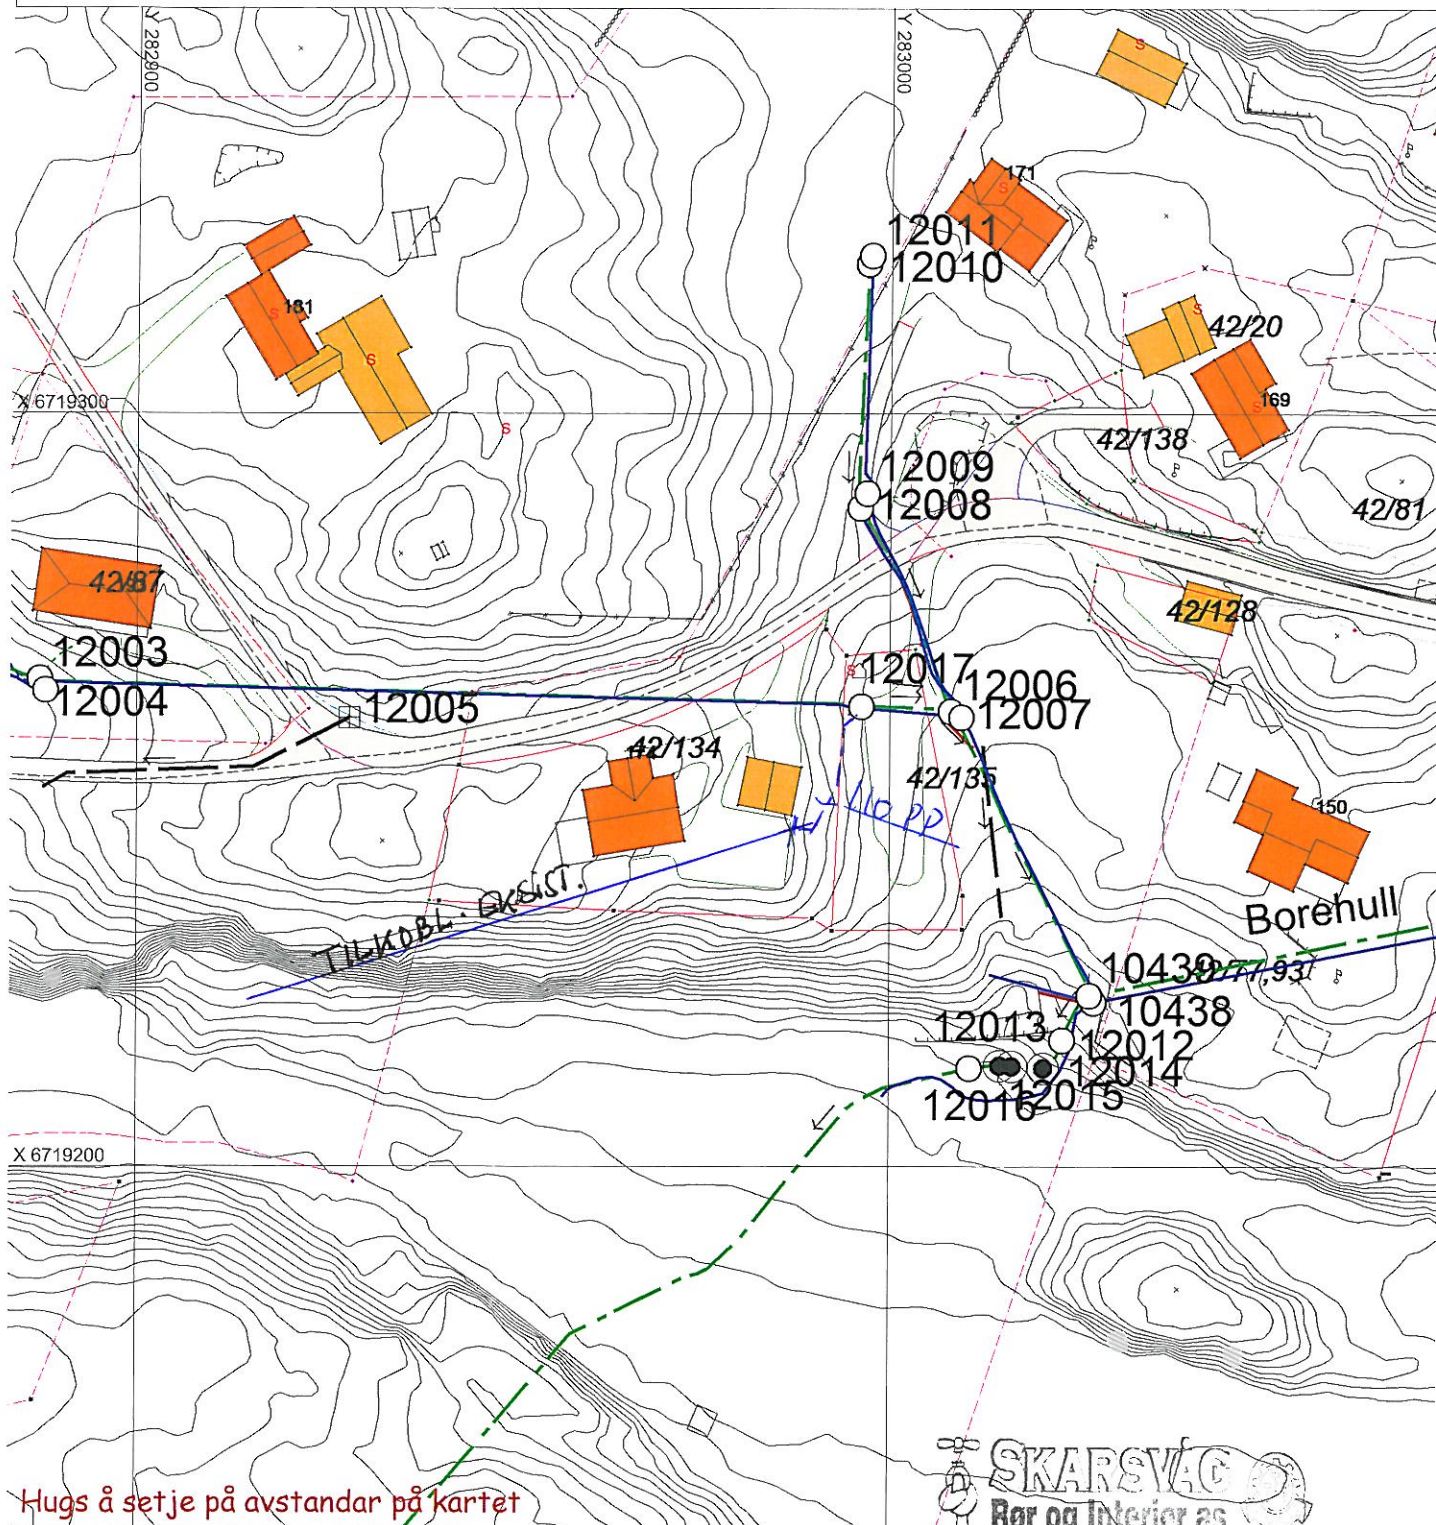 Y 282900
Y 283000
S
171
S
12011
12010
181
S
S
S
42/20
S
X 6719300
169
S
42/138
12009
12008
42/81
42/87
42/128
12003
12004
12017
S
12006
12007
12005
42/134
42/135
110 PP
150
TILKOBL. EKSIST.
Borehull
10439
77,93
10438
12013
12012
12014
12015
12016
X 6719200
SKARSVÅG
Rør og Interiør as
Hugs å setje på avstandar på kartet